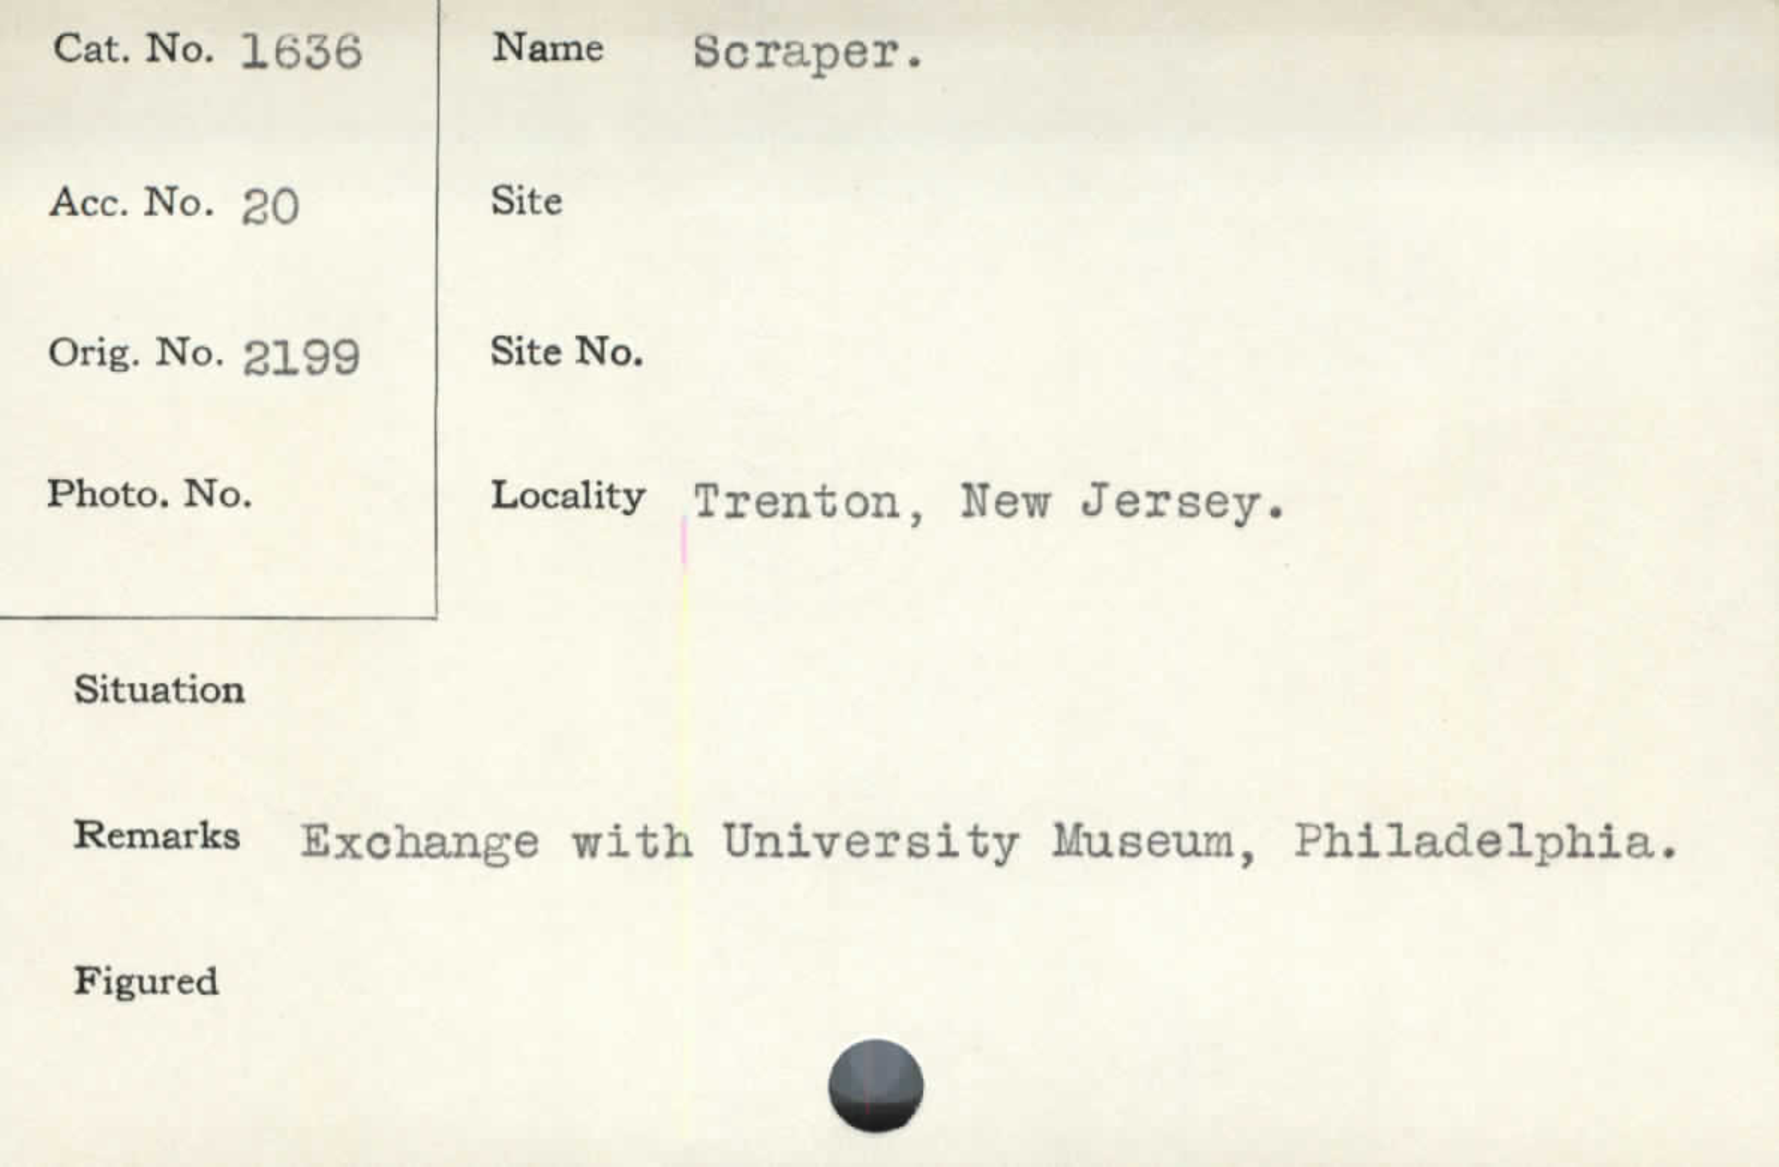 Cat. No. 1636
Name Scraper.
Acc. No. 20
Site
Orig. No. 2199
Site No.
Photo. No.
Locality Trenton, New Jersey.
Situation
Remarks Exchange with University Museum, Philadelphia.
Figured